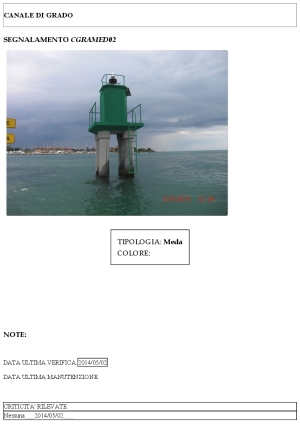 CANALE DI GRADO
SEGNALAMENTO CGRAMED02
TIPOLOGIA: Meda
COLORE:
NOTE:
DATA ULTIMA VERIFICA 2014/05/02
DATA ULTIMA MANUTENZIONE
CRITICITA' RILEVATE
Nessuna 2014/05/02